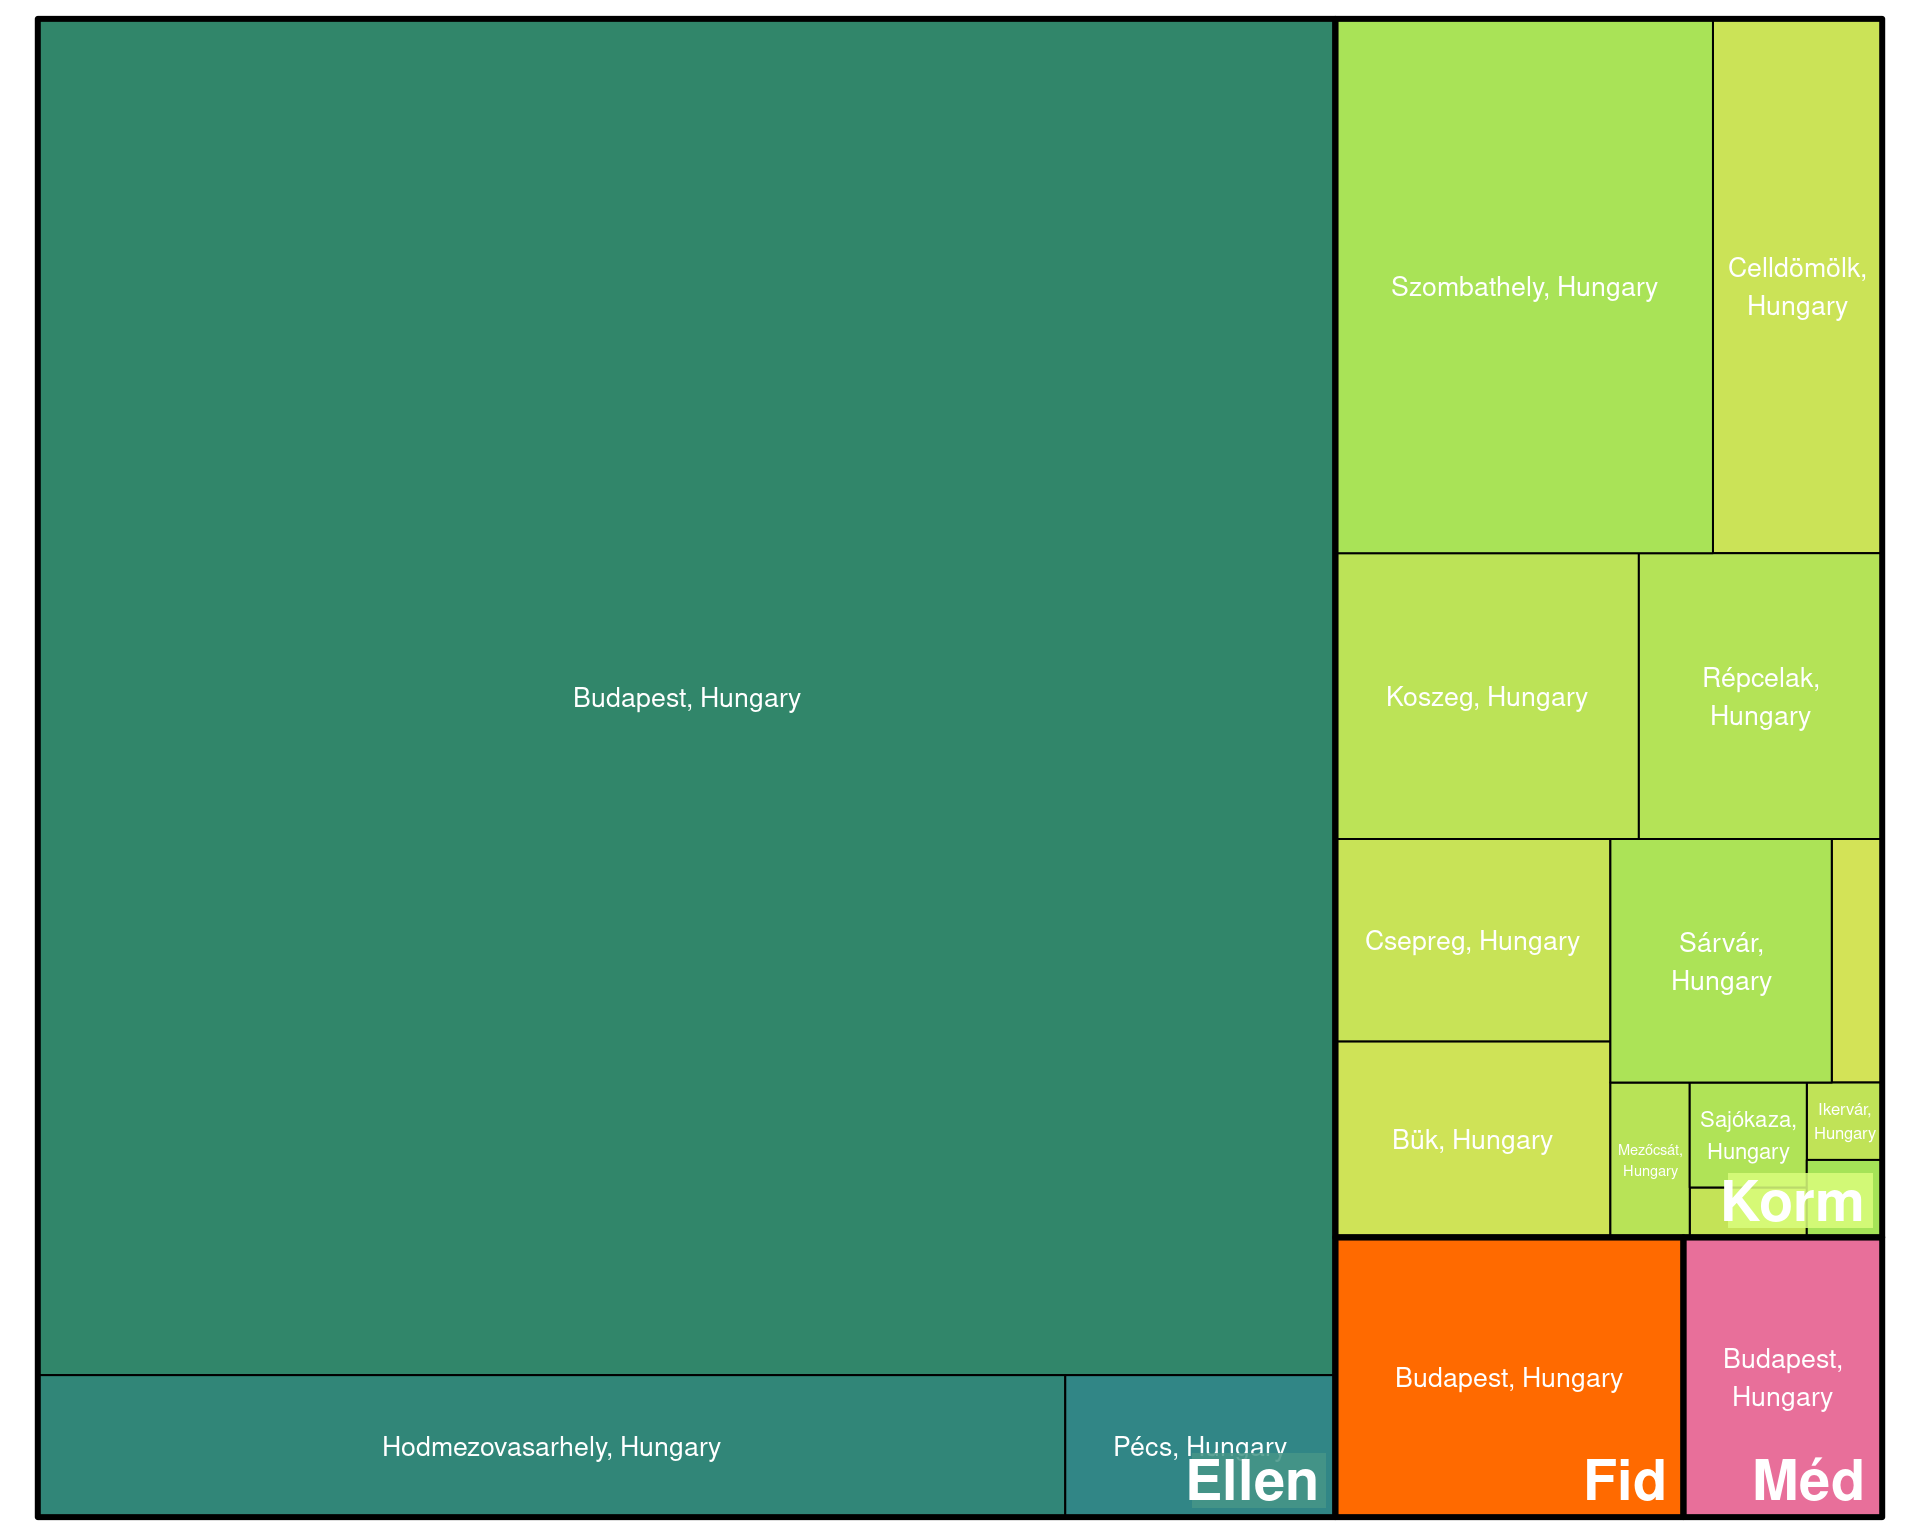 Budapest, Hungary
Hodmezovasarhely, Hungary
Pécs, Hungary
Ellen
Szombathely, Hungary
Celldömölk,
Hungary
Koszeg, Hungary
Répcelak,
Hungary
Csepreg, Hungary
Sárvár,
Hungary
Bük, Hungary
Mezőcsát,
Hungary
Sajókaza,
Hungary
Ikervár,
Hungary
Korm
Budapest, Hungary
Fid
Budapest,
Hungary
Méd